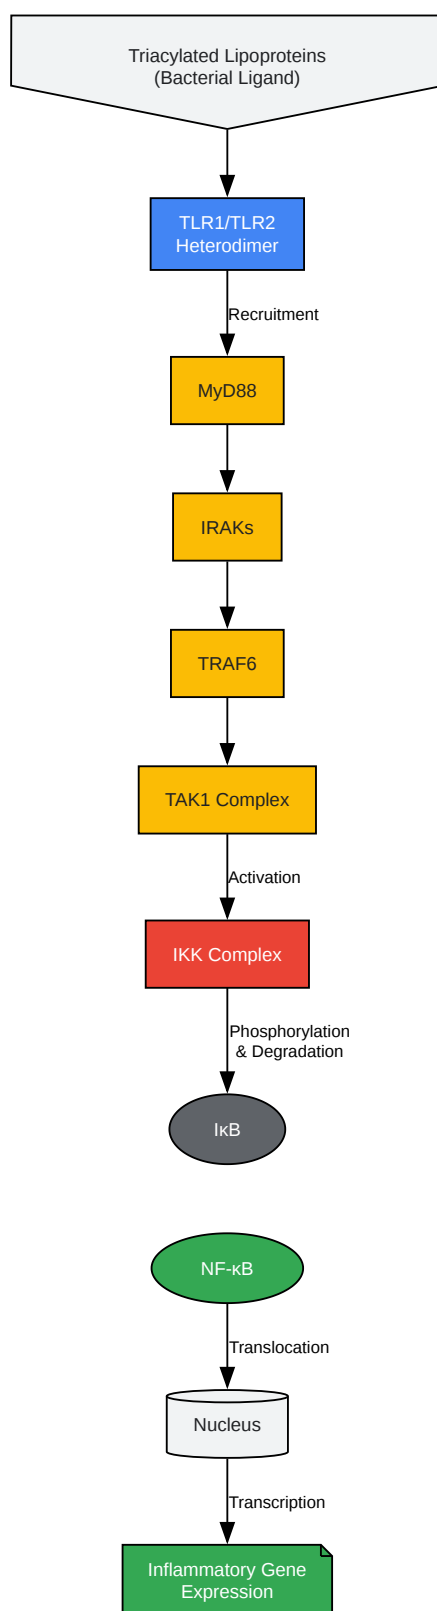 Triacylated Lipoproteins
(Bacterial Ligand)
TLR1/TLR2
Heterodimer
Recruitment
MyD88
IRAKs
TRAF6
TAK1 Complex
Activation
IKK Complex
Phosphorylation
& Degradation
IκB
NF-κB
Translocation
Nucleus
Transcription
Inflammatory Gene
Expression